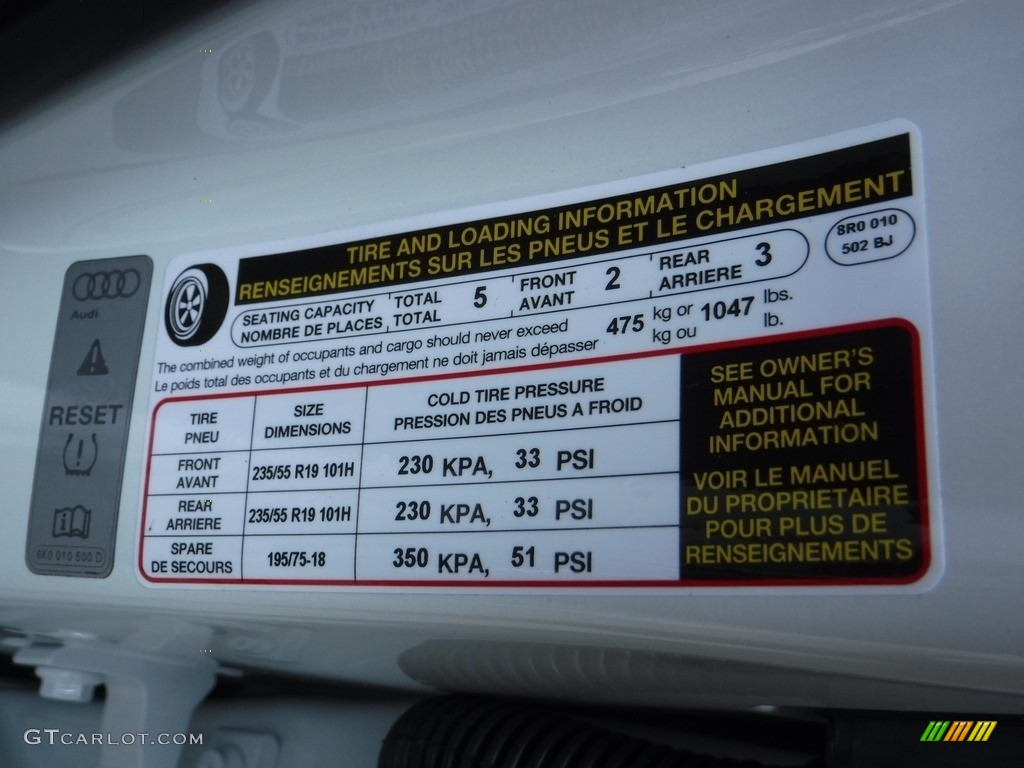 TIRE AND LOADING INFORMATION
RENSEIGNEMENTS SUR LES PNEUS ET LE CHARGEMENT
8R0 010
502 BJ
SEATING CAPACITY TOTAL 5 FRONT 2 REAR 3
NOMBRE DE PLACES TOTAL AVANT ARRIERE
The combined weight of occupants and cargo should never exceed 475 kg or 1047 lbs.
Le poids total des occupants et du chargement ne doit jamais dépasser kg ou lb.
TIRE SIZE COLD TIRE PRESSURE
PNEU DIMENSIONS PRESSION DES PNEUS A FROID
FRONT
AVANT 235/55 R19 101H 230 KPA, 33 PSI
REAR
ARRIERE 235/55 R19 101H 230 KPA, 33 PSI
SPARE
DE SECOURS 195/75-18 350 KPA, 51 PSI
SEE OWNER'S
MANUAL FOR
ADDITIONAL
INFORMATION
VOIR LE MANUEL
DU PROPRIETAIRE
POUR PLUS DE
RENSEIGNEMENTS
Audi
RESET
8K0 010 500 D
GTCARLOT.COM